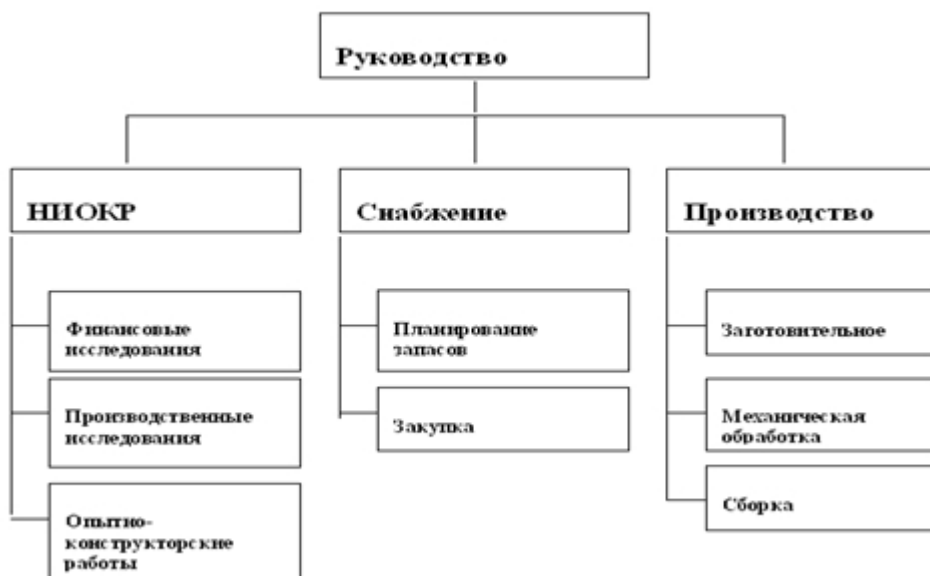 Руководство
НИОКР
Снабжение
Производство
Финансовые
исследования
Производственные
исследования
Опытно-
конструкторские
работы
Планирование
запасов
Закупка
Заготовительное
Механическая
обработка
Сборка